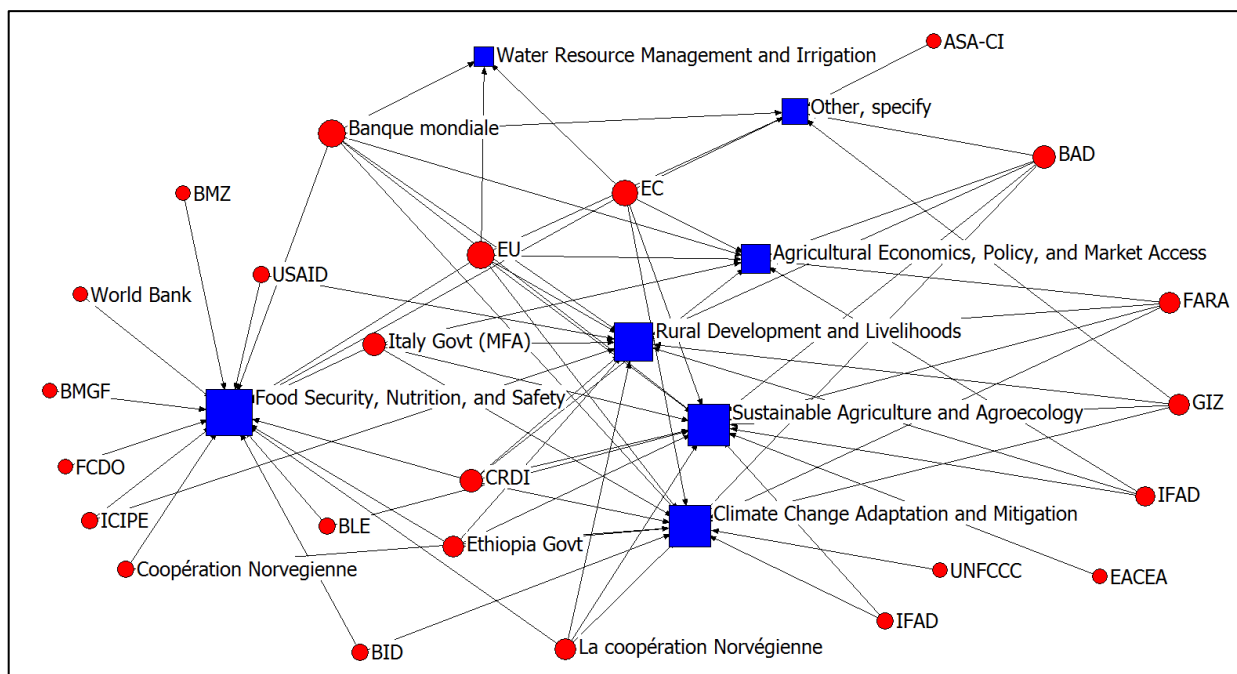 ASA-CI
Water Resource Management and Irrigation
Other, specify
Banque mondiale
BAD
EC
BMZ
EU
Agricultural Economics, Policy, and Market Access
USAID
World Bank
FARA
Rural Development and Livelihoods
Italy Govt (MFA)
BMGF
Food Security, Nutrition, and Safety
GIZ
Sustainable Agriculture and Agroecology
FCDO
CRDI
IFAD
Climate Change Adaptation and Mitigation
ICIPE
BLE
Ethiopia Govt
Coopération Norvegienne
UNFCCC
EACEA
IFAD
La coopération Norvégienne
BID